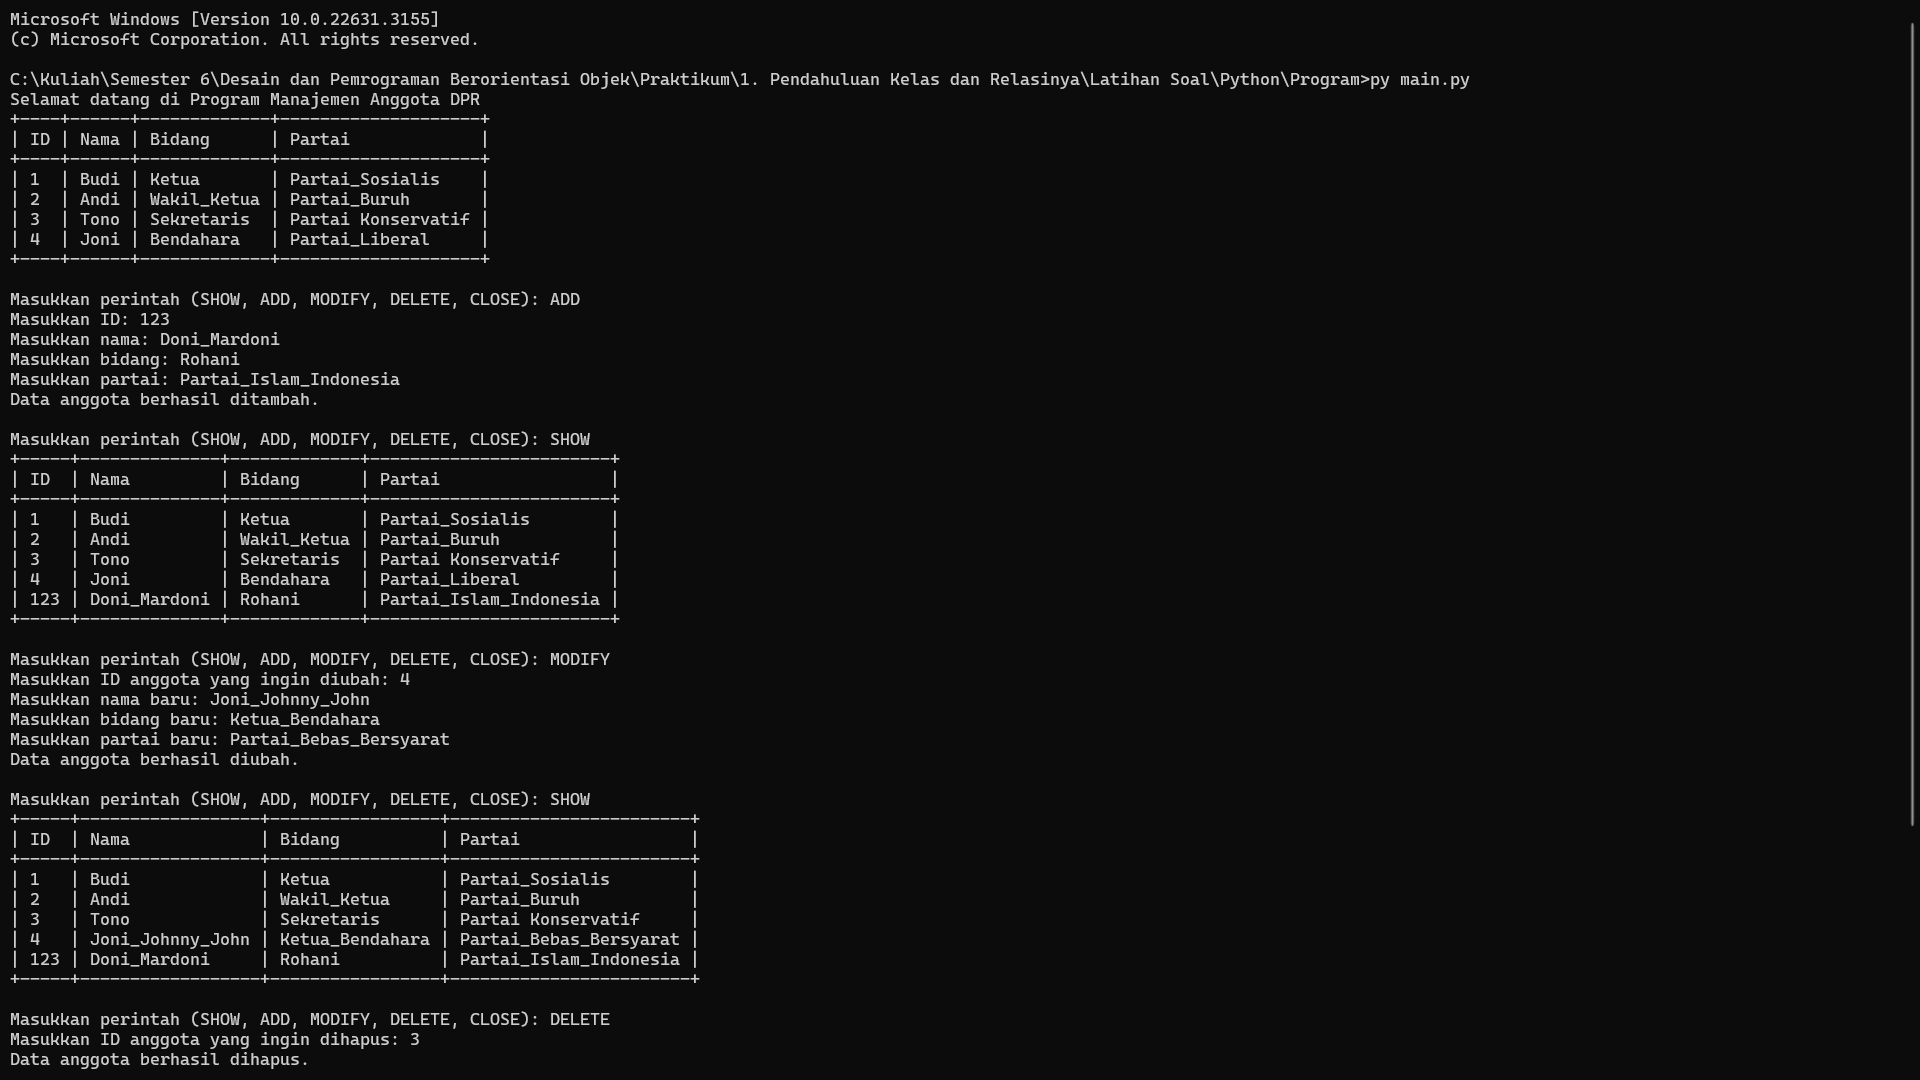 Microsoft Windows [Version 10.0.22631.3155]
(c) Microsoft Corporation. All rights reserved.

C:\Kuliah\Semester 6\Desain dan Pemrograman Berorientasi Objek\Praktikum\1. Pendahuluan Kelas dan Relasinya\Latihan Soal\Python\Program>py main.py
Selamat datang di Program Manajemen Anggota DPR
+----+------+-------------+--------------------+
| ID | Nama | Bidang      | Partai             |
+----+------+-------------+--------------------+
| 1  | Budi | Ketua       | Partai_Sosialis    |
| 2  | Andi | Wakil_Ketua | Partai_Buruh       |
| 3  | Tono | Sekretaris  | Partai Konservatif |
| 4  | Joni | Bendahara   | Partai_Liberal     |
+----+------+-------------+--------------------+

Masukkan perintah (SHOW, ADD, MODIFY, DELETE, CLOSE): ADD
Masukkan ID: 123
Masukkan nama: Doni_Mardoni
Masukkan bidang: Rohani
Masukkan partai: Partai_Islam_Indonesia
Data anggota berhasil ditambah.

Masukkan perintah (SHOW, ADD, MODIFY, DELETE, CLOSE): SHOW
+-----+--------------+-------------+------------------------+
| ID  | Nama         | Bidang      | Partai                 |
+-----+--------------+-------------+------------------------+
| 1   | Budi         | Ketua       | Partai_Sosialis        |
| 2   | Andi         | Wakil_Ketua | Partai_Buruh           |
| 3   | Tono         | Sekretaris  | Partai Konservatif     |
| 4   | Joni         | Bendahara   | Partai_Liberal         |
| 123 | Doni_Mardoni | Rohani      | Partai_Islam_Indonesia |
+-----+--------------+-------------+------------------------+

Masukkan perintah (SHOW, ADD, MODIFY, DELETE, CLOSE): MODIFY
Masukkan ID anggota yang ingin diubah: 4
Masukkan nama baru: Joni_Johnny_John
Masukkan bidang baru: Ketua_Bendahara
Masukkan partai baru: Partai_Bebas_Bersyarat
Data anggota berhasil diubah.

Masukkan perintah (SHOW, ADD, MODIFY, DELETE, CLOSE): SHOW
+-----+------------------+-----------------+------------------------+
| ID  | Nama             | Bidang          | Partai                 |
+-----+------------------+-----------------+------------------------+
| 1   | Budi             | Ketua           | Partai_Sosialis        |
| 2   | Andi             | Wakil_Ketua     | Partai_Buruh           |
| 3   | Tono             | Sekretaris      | Partai Konservatif     |
| 4   | Joni_Johnny_John | Ketua_Bendahara | Partai_Bebas_Bersyarat |
| 123 | Doni_Mardoni     | Rohani          | Partai_Islam_Indonesia |
+-----+------------------+-----------------+------------------------+

Masukkan perintah (SHOW, ADD, MODIFY, DELETE, CLOSE): DELETE
Masukkan ID anggota yang ingin dihapus: 3
Data anggota berhasil dihapus.